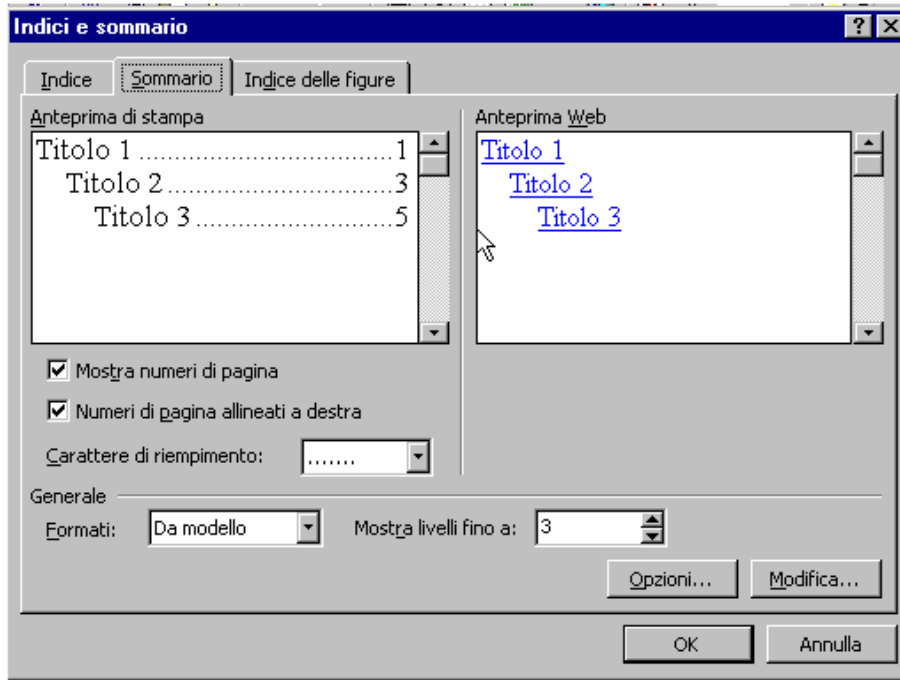 Indici e sommario
Indice Sommario Indice delle figure
Anteprima di stampa
Titolo 1 ................................... 1
Titolo 2 ............................... 3
Titolo 3 ........................... 5
Anteprima Web
Titolo 1
Titolo 2
Titolo 3
Mostra numeri di pagina
Numeri di pagina allineati a destra
Carattere di riempimento: .......
Generale
Formati: Da modello Mostra livelli fino a: 3
Opzioni... Modifica...
OK Annulla